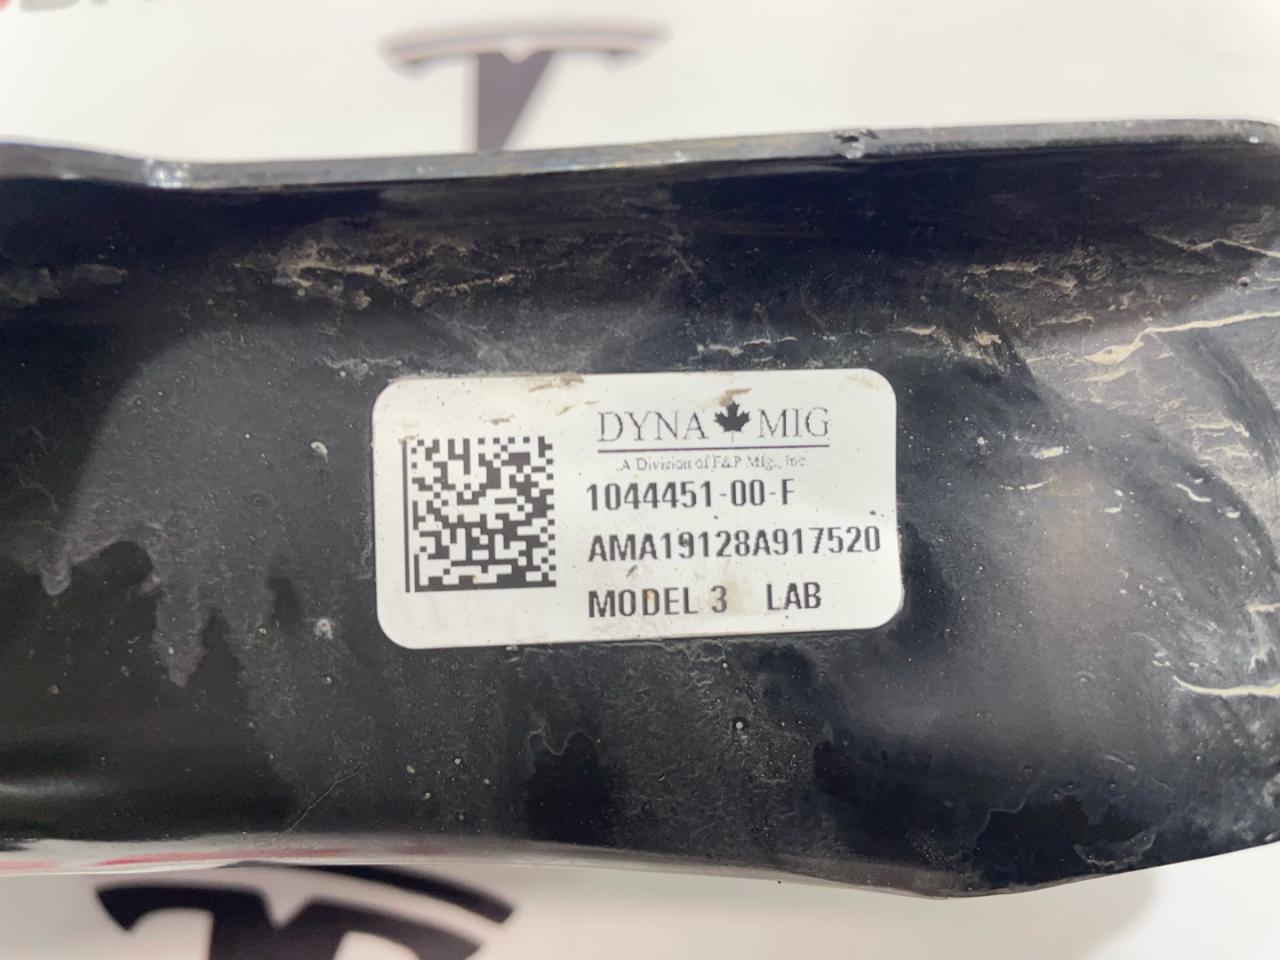 DYNA MIG
A Division of F&P Mfg., Inc.
1044451-00-F
AMA19128A917520
MODEL 3 LAB